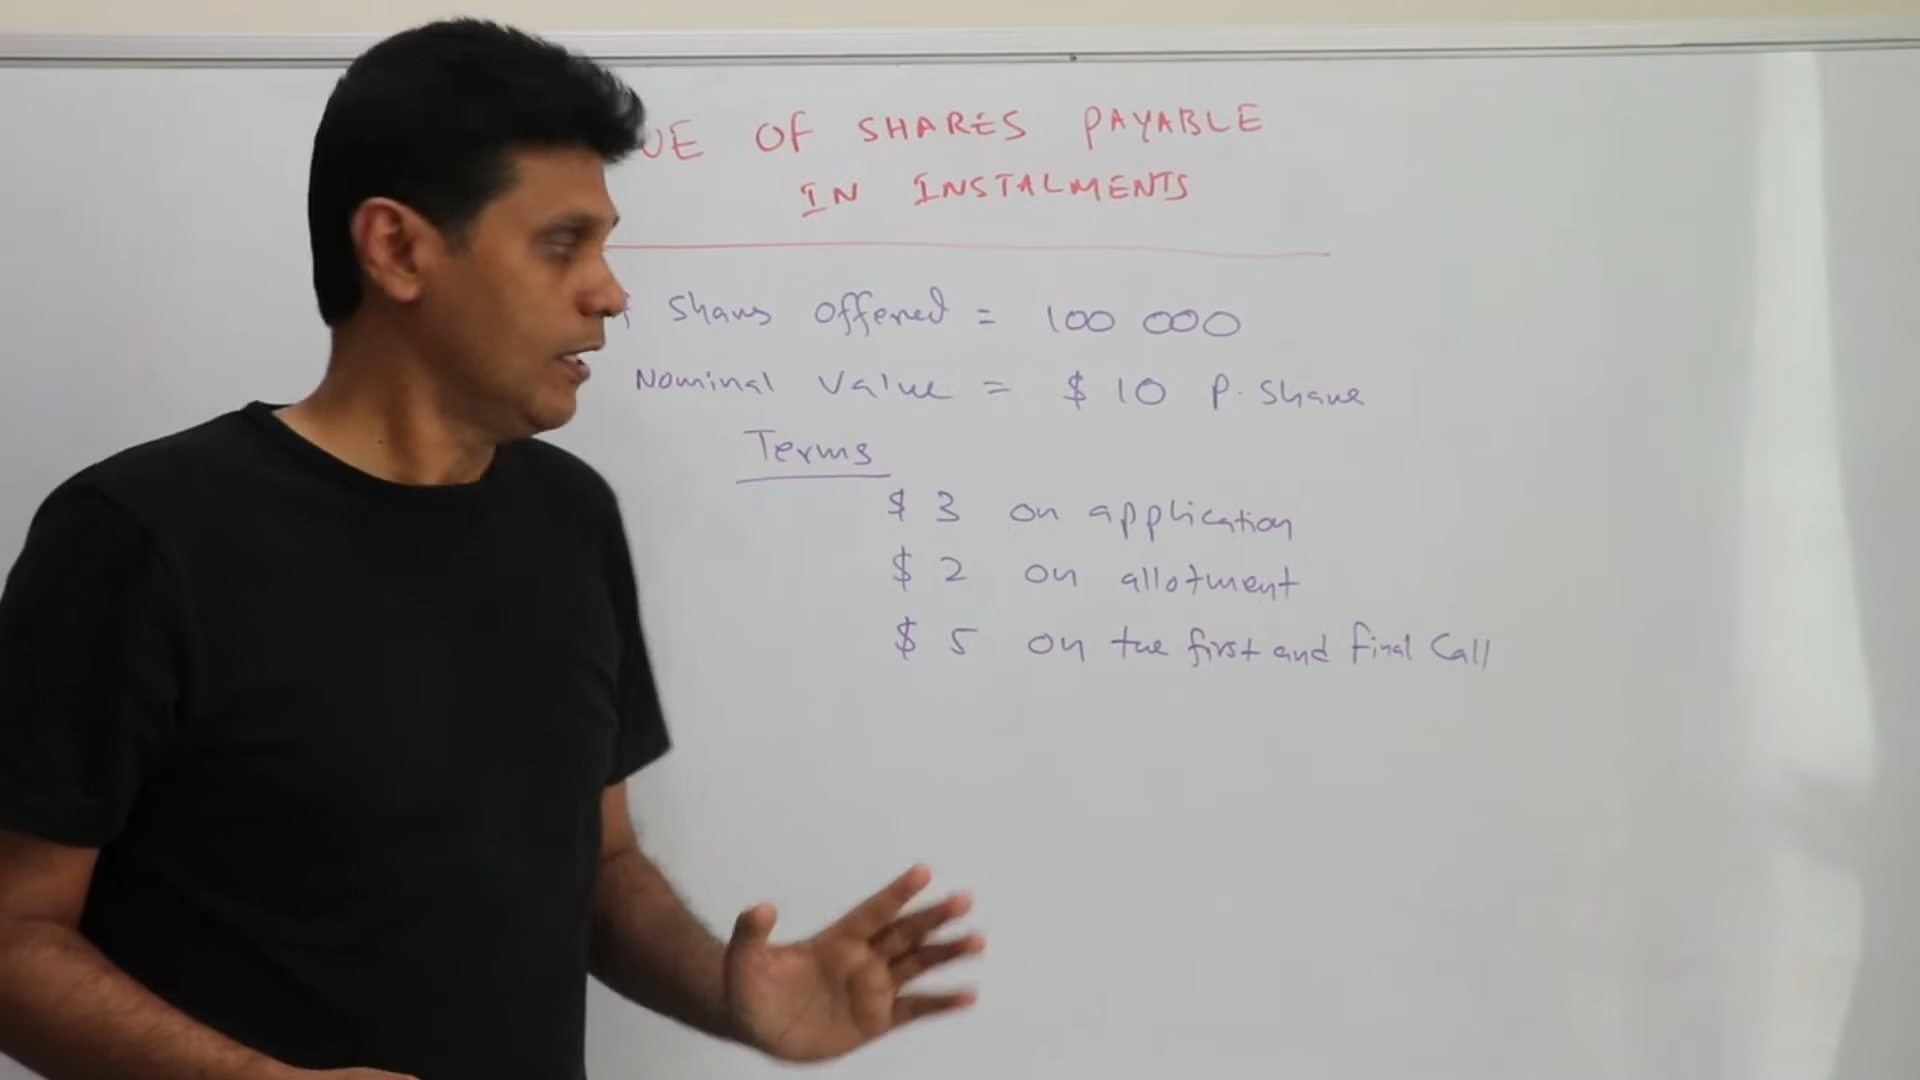 OF SHARES PAYABLE
IN INSTALMENTS
Shares offered = 100 000
Nominal Value = $ 10 P. Share
Terms
$ 3 on application
$ 2 on allotment
$ 5 on the first and final Call